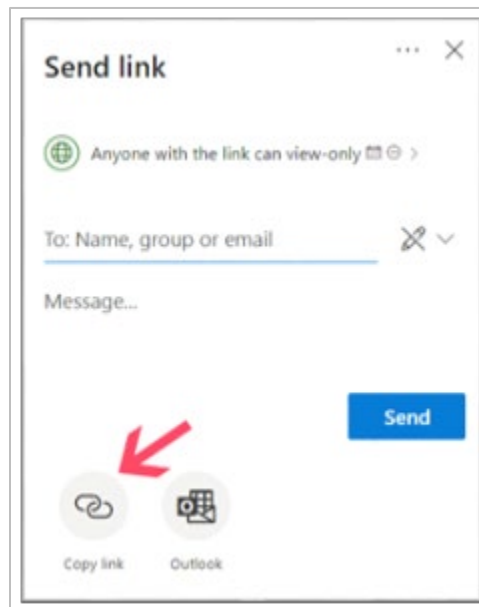 Send link
Anyone with the link can view-only
To: Name, group or email
Message...
Send
Copy link
Outlook